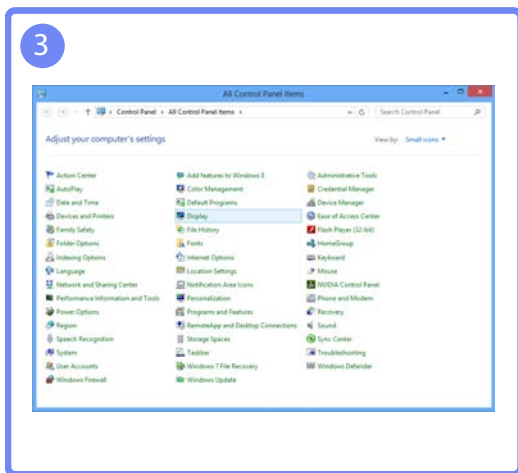 3
All Control Panel Items
Control Panel All Control Panel Items Search Control Panel
Adjust your computer's settings View by: Small icons
Action Center Add features to Windows 8 Administrative Tools
AutoPlay Color Management Credential Manager
Date and Time Default Programs Device Manager
Devices and Printers Display Ease of Access Center
Family Safety File History Flash Player (32-bit)
Folder Options Fonts HomeGroup
Indexing Options Internet Options Keyboard
Language Location Settings Mouse
Network and Sharing Center Notification Area Icons NVIDIA Control Panel
Performance Information and Tools Personalization Phone and Modem
Power Options Programs and Features Recovery
Region RemoteApp and Desktop Connections Sound
Speech Recognition Storage Spaces Sync Center
System Taskbar Troubleshooting
User Accounts Windows 7 File Recovery Windows Defender
Windows Firewall Windows Update